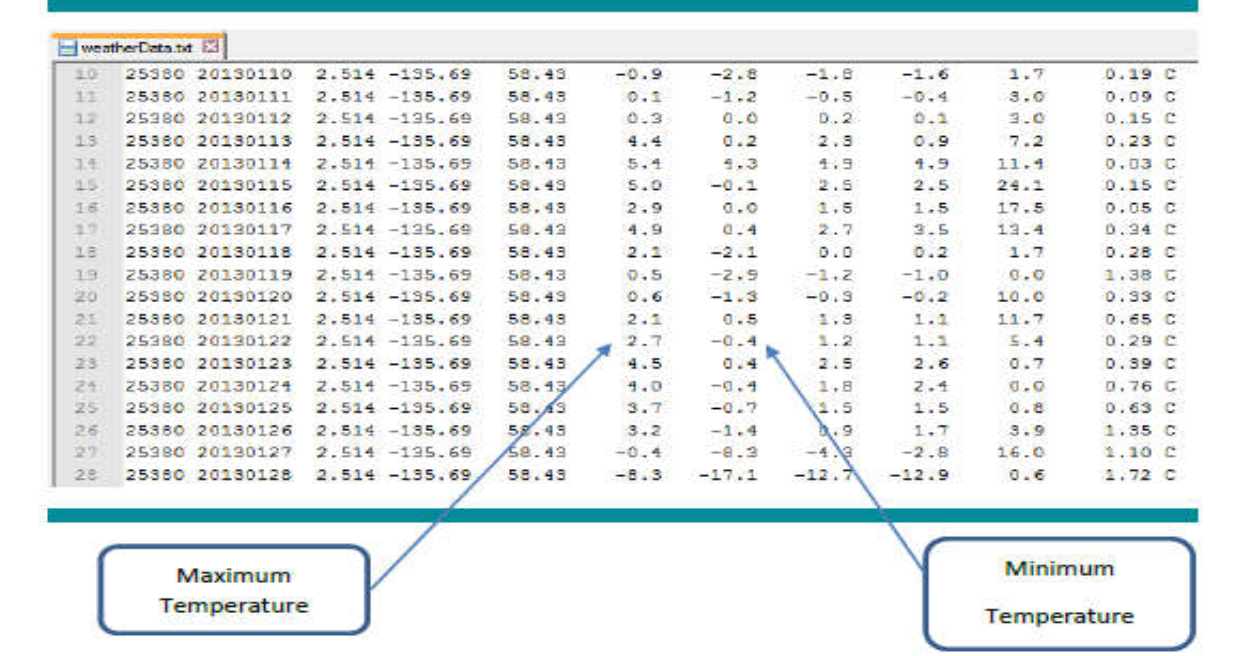 weatherData.txt
10 25380 20130110 2.514 -135.69 58.43 -0.9 -2.8 -1.8 -1.6 1.7 0.19 C
11 25380 20130111 2.514 -135.69 58.43 0.1 -1.2 -0.5 -0.4 3.0 0.09 C
12 25380 20130112 2.514 -135.69 58.43 0.3 0.0 0.2 0.1 3.0 0.15 C
13 25380 20130113 2.514 -135.69 58.43 4.4 0.2 2.3 0.9 7.2 0.23 C
14 25380 20130114 2.514 -135.69 58.43 5.4 4.3 4.9 4.9 11.4 0.03 C
15 25380 20130115 2.514 -135.69 58.43 5.0 -0.1 2.5 2.5 24.1 0.15 C
16 25380 20130116 2.514 -135.69 58.43 2.9 0.0 1.5 1.5 17.5 0.05 C
17 25380 20130117 2.514 -135.69 58.43 4.9 0.4 2.7 3.5 13.4 0.34 C
18 25380 20130118 2.514 -135.69 58.43 2.1 -2.1 0.0 0.2 1.7 0.28 C
19 25380 20130119 2.514 -135.69 58.43 0.5 -2.9 -1.2 -1.0 0.0 1.38 C
20 25380 20130120 2.514 -135.69 58.43 0.6 -1.3 -0.3 -0.2 10.0 0.33 C
21 25380 20130121 2.514 -135.69 58.43 2.1 0.5 1.3 1.1 11.7 0.65 C
22 25380 20130122 2.514 -135.69 58.43 2.7 -0.4 1.2 1.1 5.4 0.29 C
23 25380 20130123 2.514 -135.69 58.43 4.5 0.4 2.5 2.6 0.7 0.39 C
24 25380 20130124 2.514 -135.69 58.43 4.0 -0.4 1.8 2.4 0.0 0.76 C
25 25380 20130125 2.514 -135.69 58.43 3.7 -0.7 1.5 1.5 0.8 0.63 C
26 25380 20130126 2.514 -135.69 58.43 3.2 -1.4 0.9 1.7 3.9 1.35 C
27 25380 20130127 2.514 -135.69 58.43 -0.4 -8.3 -4.3 -2.8 16.0 1.10 C
28 25380 20130128 2.514 -135.69 58.43 -8.3 -17.1 -12.7 -12.9 0.6 1.72 C
Maximum
Temperature
Minimum
Temperature